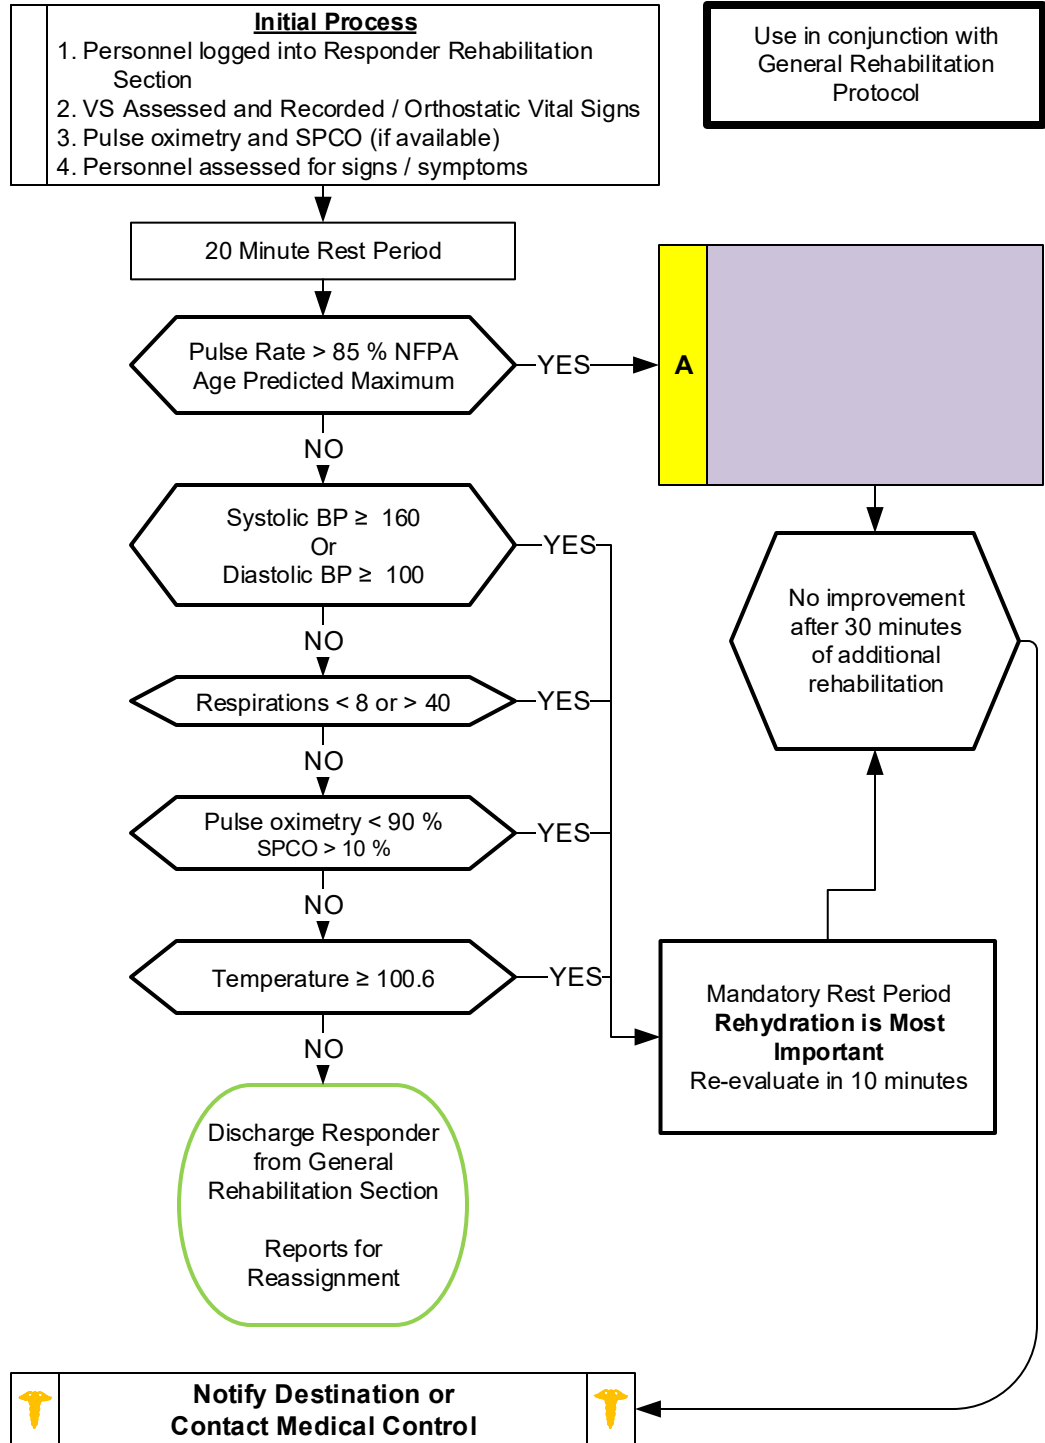 Initial Process
1. Personnel logged into Responder Rehabilitation
Section
2. VS Assessed and Recorded / Orthostatic Vital Signs
3. Pulse oximetry and SPCO (if available)
4. Personnel assessed for signs / symptoms
Use in conjunction with
General Rehabilitation
Protocol
20 Minute Rest Period
Pulse Rate > 85 % NFPA
Age Predicted Maximum
YES
A
NO
Systolic BP ≥ 160
Or
Diastolic BP ≥ 100
YES
No improvement
after 30 minutes
of additional
rehabilitation
NO
Respirations < 8 or > 40
YES
NO
Pulse oximetry < 90 %
SPCO > 10 %
YES
NO
Temperature ≥ 100.6
YES
Mandatory Rest Period
Rehydration is Most
Important
Re-evaluate in 10 minutes
NO
Discharge Responder
from General
Rehabilitation Section
Reports for
Reassignment
Notify Destination or
Contact Medical Control